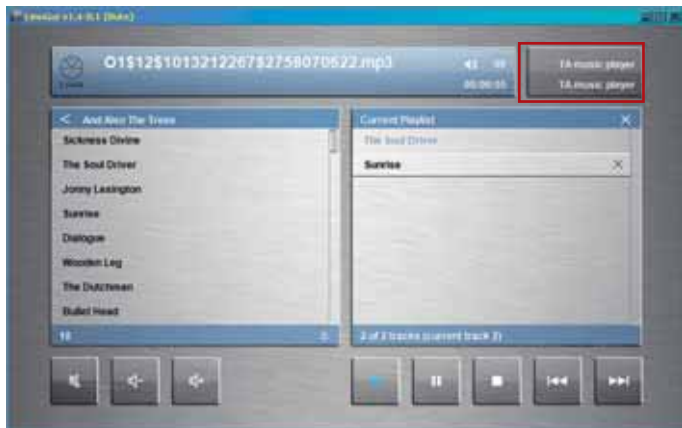 01$12$1013212267$2758070622.mp3
00:00:55
TA music player
TA music player
< And Also The Trees
Sickness Divine
The Soul Driver
Jonny Lexington
Sunrise
Dialogue
Wooden Leg
The Dutchman
Bullet Head
10
Current Playlist
The Soul Driver
Sunrise
2 of 2 tracks (current track 2)